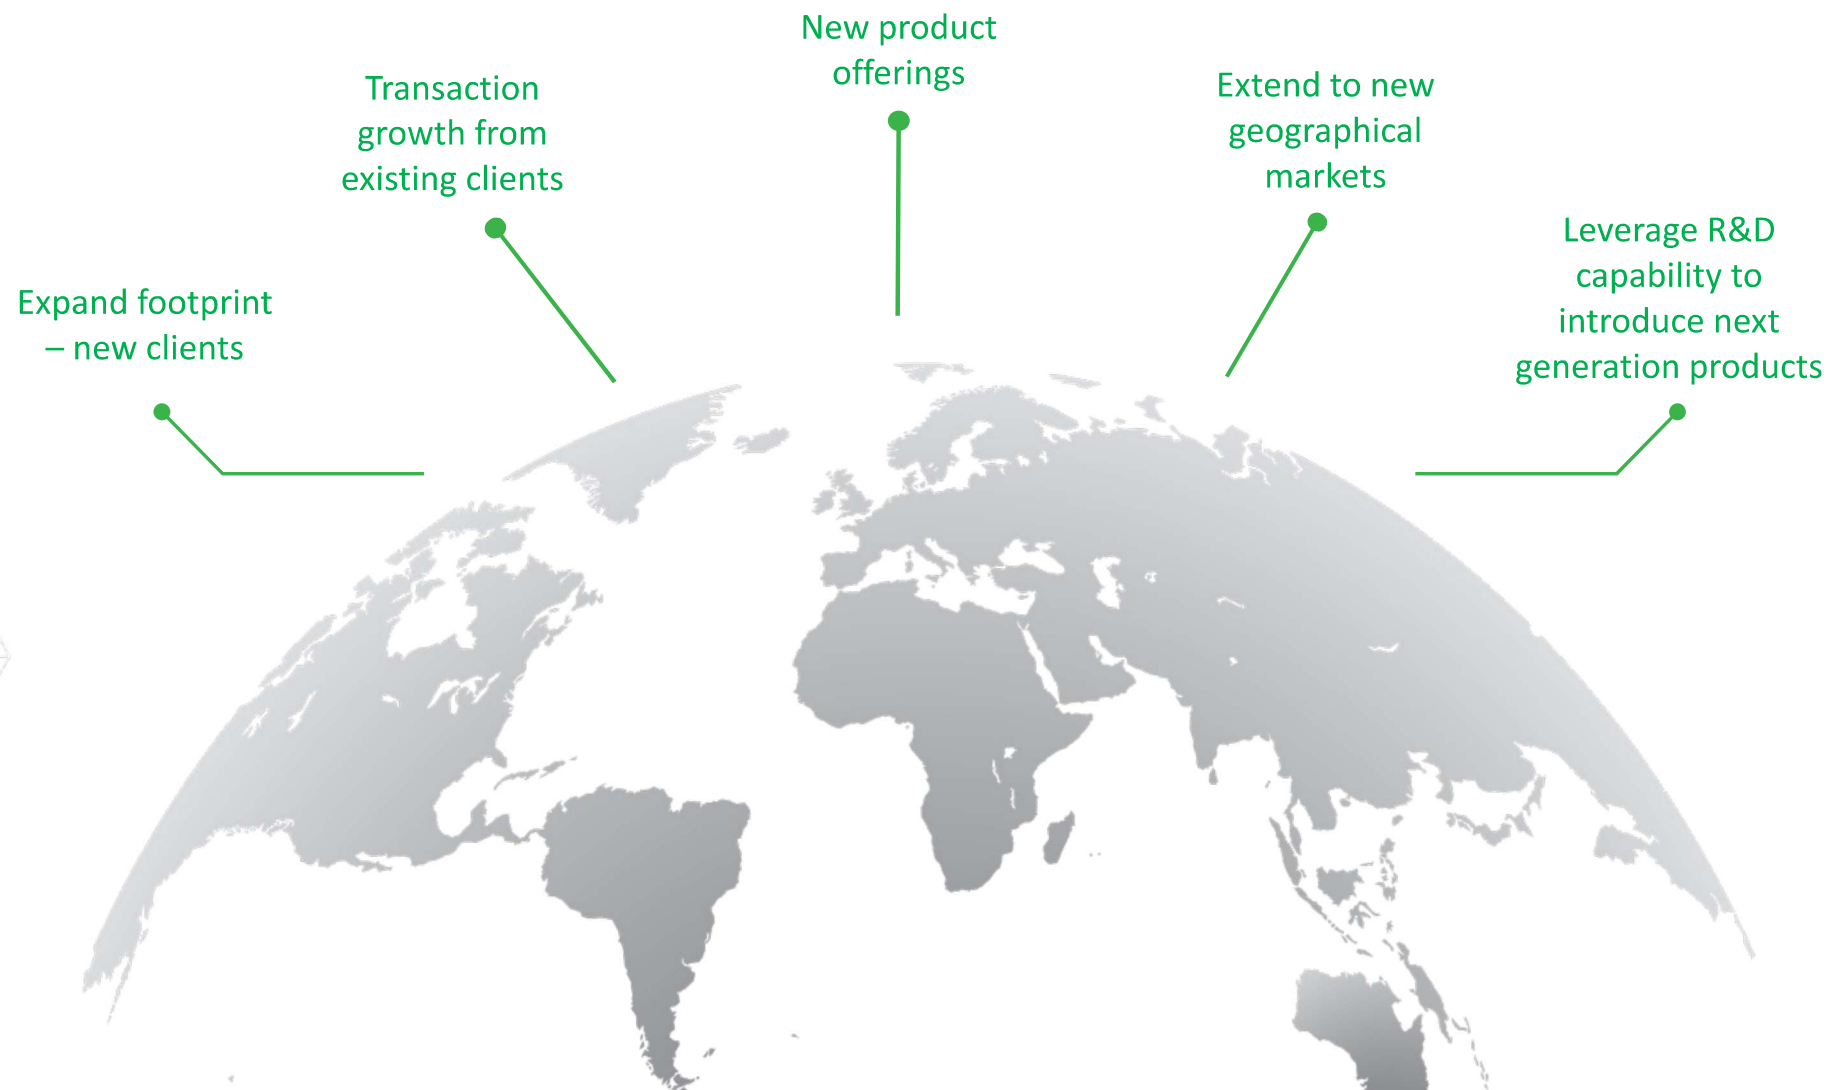 Expand footprint
– new clients
Transaction
growth from
existing clients
New product
offerings
Extend to new
geographical
markets
Leverage R&D
capability to
introduce next
generation products